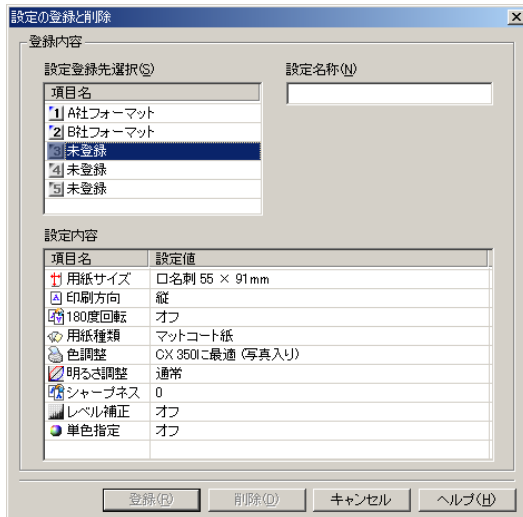 設定の登録と削除
登録内容
設定登録先選択(S)
設定名称(N)
項目名
1 A社フォーマット
2 B社フォーマット
3 未登録
4 未登録
5 未登録
設定内容
項目名 設定値
用紙サイズ 口名刺 55 × 91mm
A 印刷方向 縦
180度回転 オフ
用紙種類 マットコート紙
色調整 CX 350に最適 (写真入り)
明るさ調整 通常
シャープネス 0
レベル補正 オフ
単色指定 オフ
登録(R) 削除(D) キャンセル ヘルプ(H)